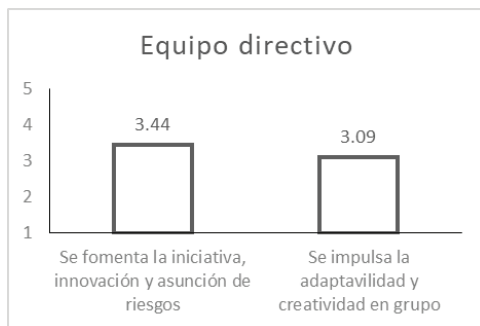 Equipo directivo
5
4
3
2
1
3.44
3.09
Se fomenta la iniciativa,
innovación y asunción de
riesgos
Se impulsa la
adaptavilidad y
creatividad en grupo